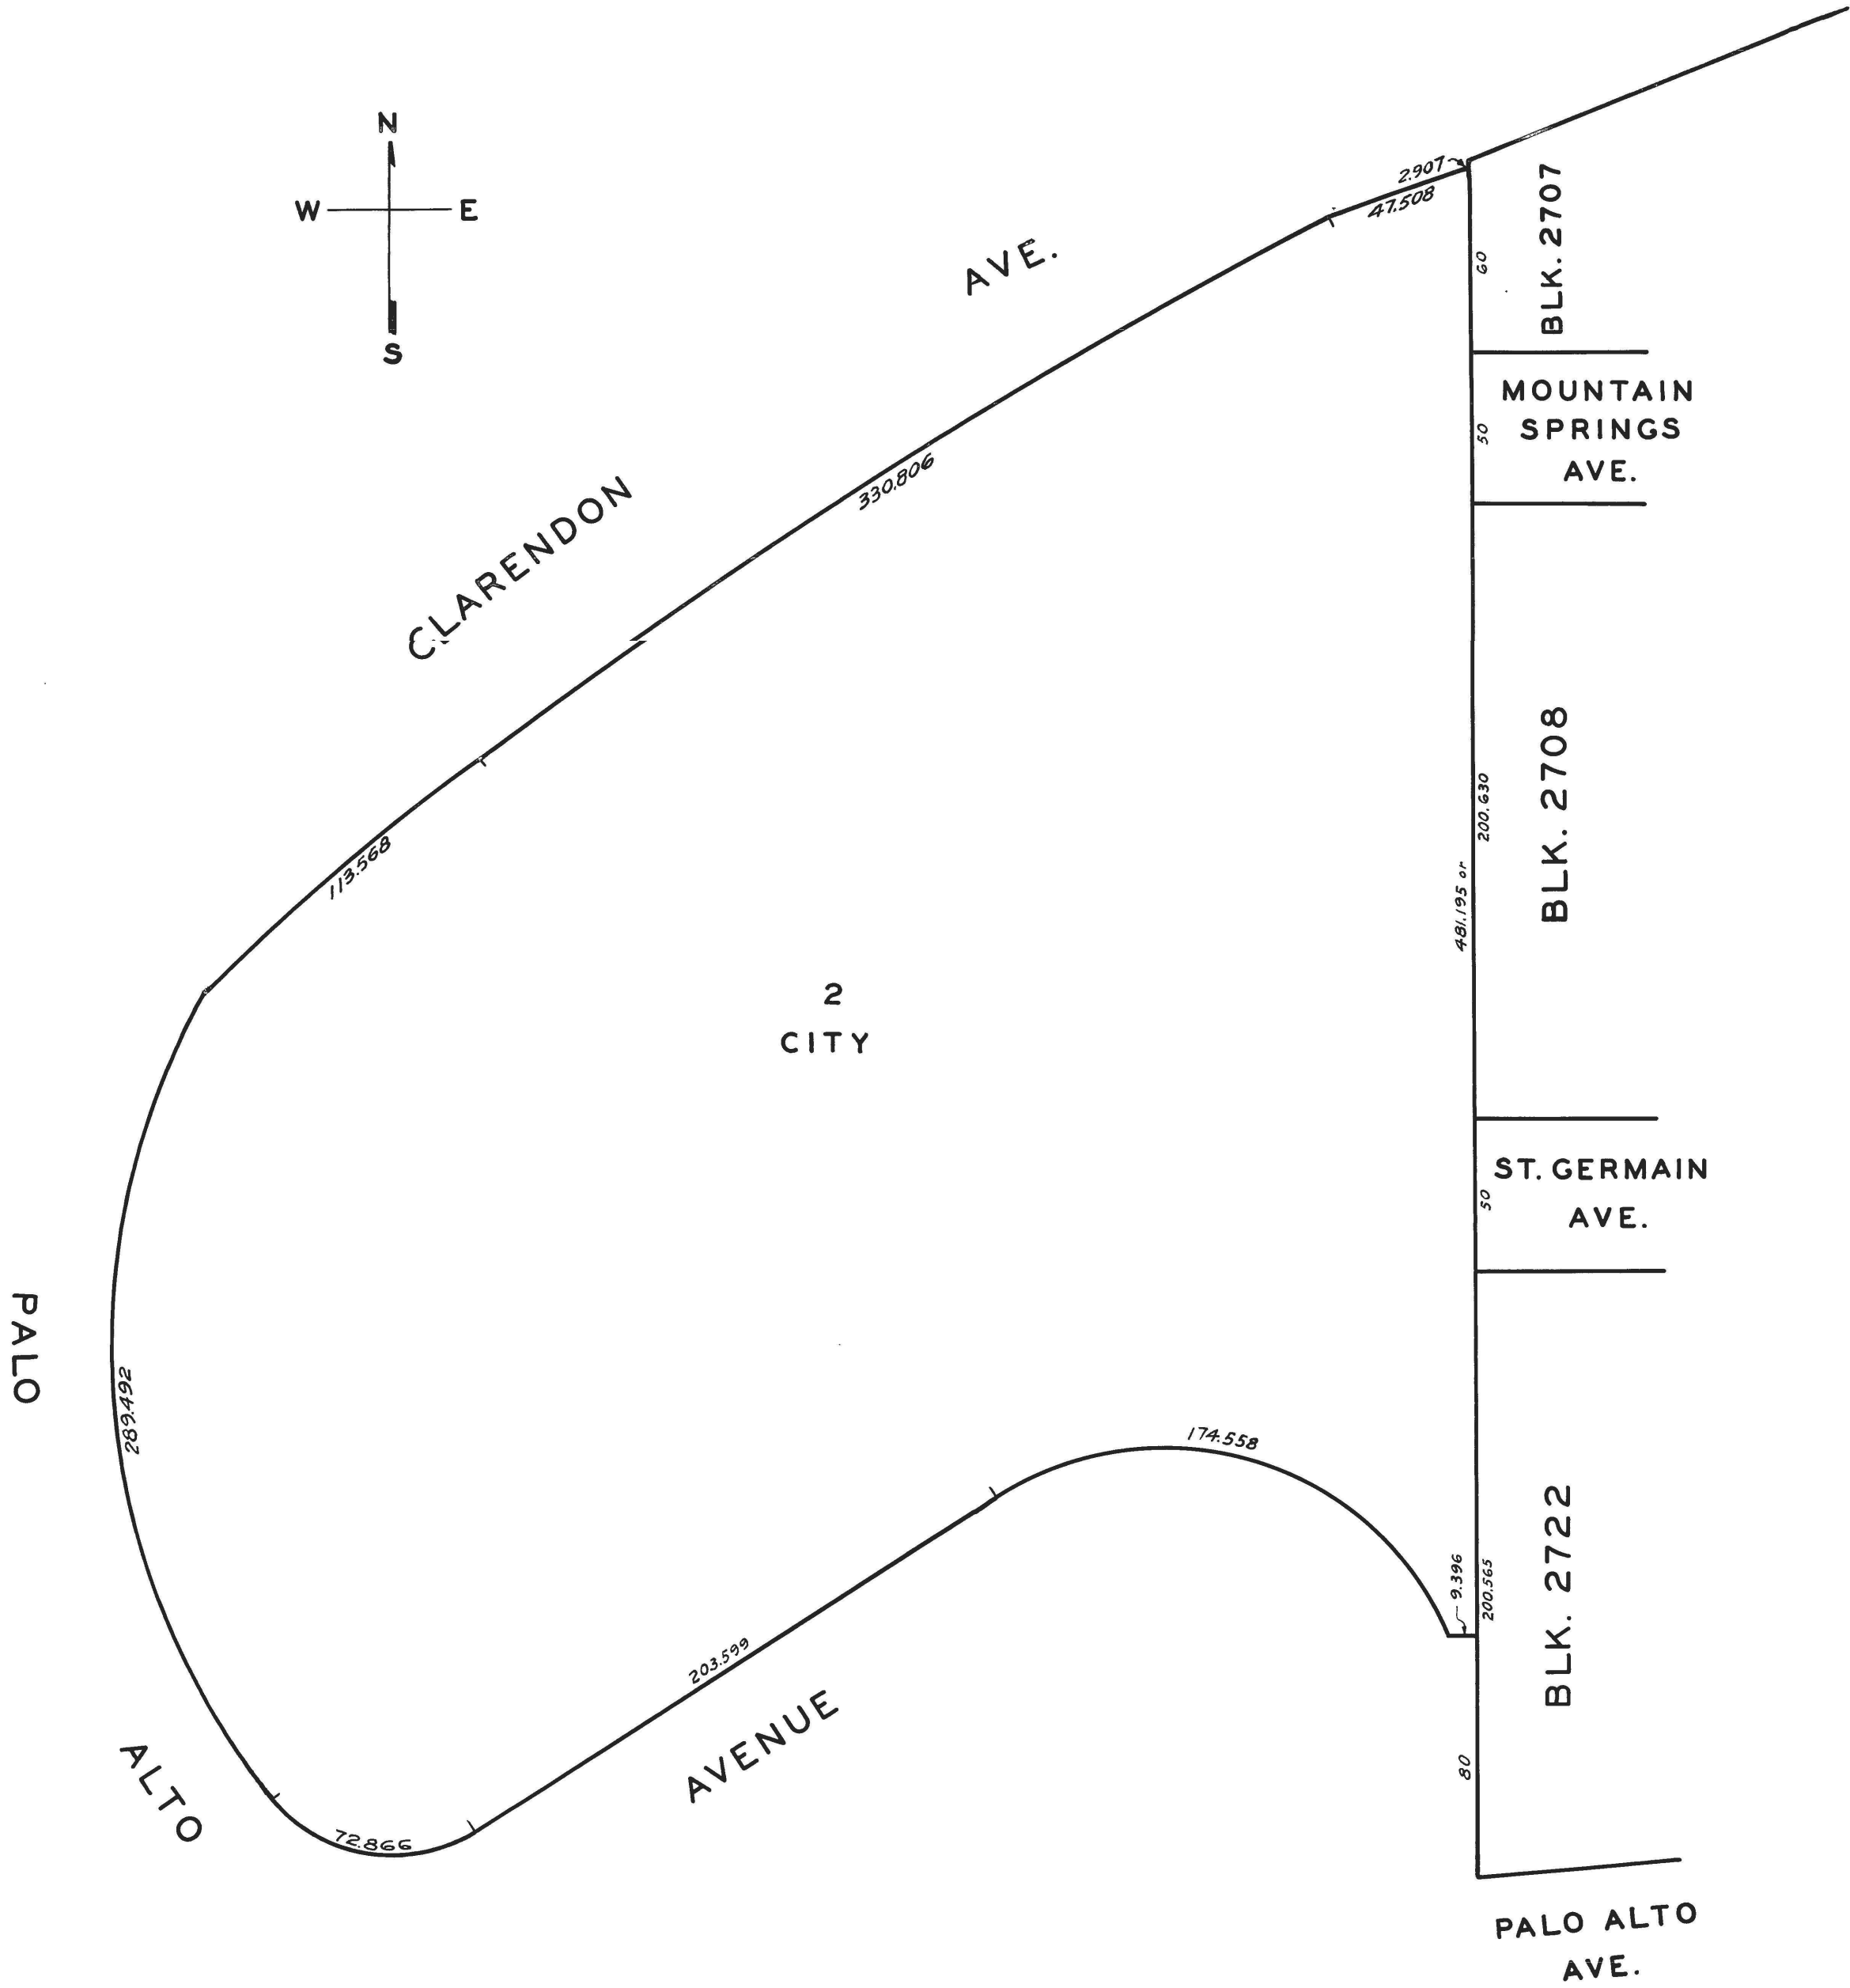 N
W E
S
2.907
47.508
AVE.
BLK. 2707
60
MOUNTAIN
SPRINGS
AVE.
50
330.806
CLARENDON
BLK. 2708
200.630
481.195 or
113.568
2
CITY
ST. GERMAIN
AVE.
50
PALO
289.492
174.558
BLK. 2722
9.396
200.565
203.599
AVENUE
80
ALTO
72.866
PALO ALTO
AVE.